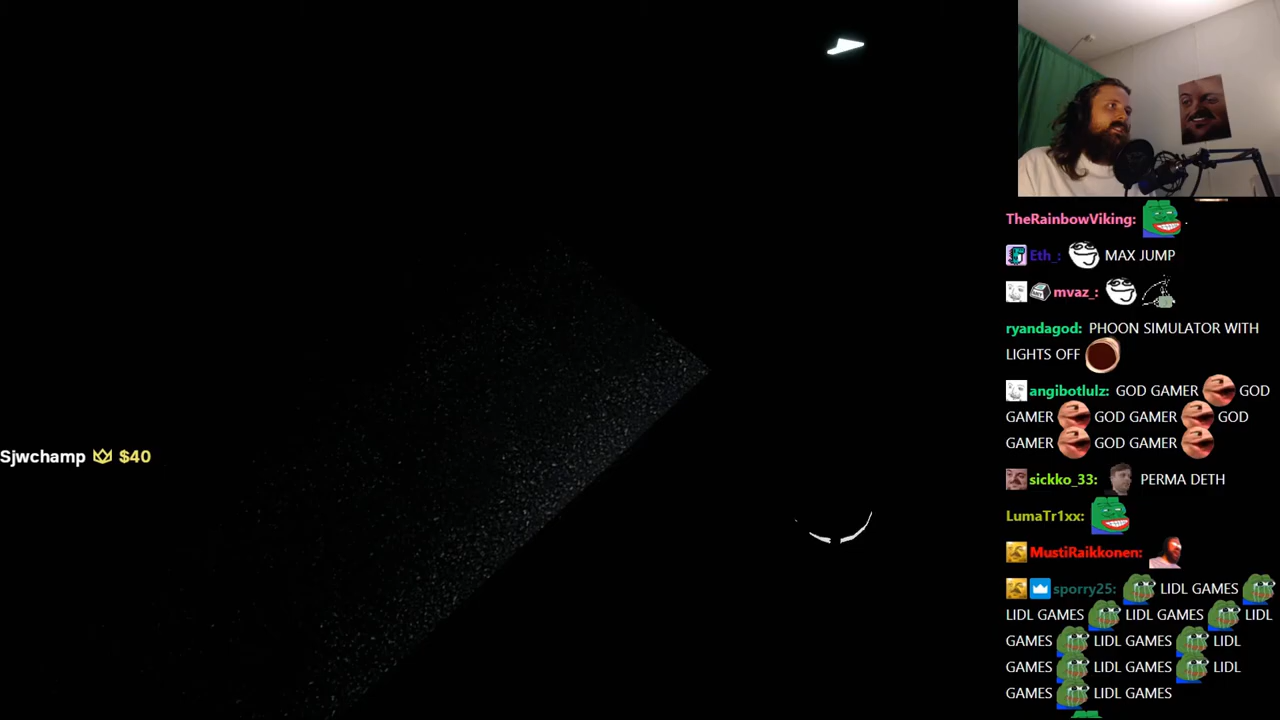 TheRainbowViking: .
Eth_: MAX JUMP
mvaz_:
ryandagod: PHOON SIMULATOR WITH
LIGHTS OFF
angibotlulz: GOD GAMER GOD
GAMER GOD GAMER GOD
GAMER GOD GAMER
Sjwchamp $40
sickko_33: PERMA DETH
LumaTr1xx:
MustiRaikkonen:
sporry25: LIDL GAMES
LIDL GAMES LIDL GAMES LIDL
GAMES LIDL GAMES LIDL
GAMES LIDL GAMES LIDL
GAMES LIDL GAMES